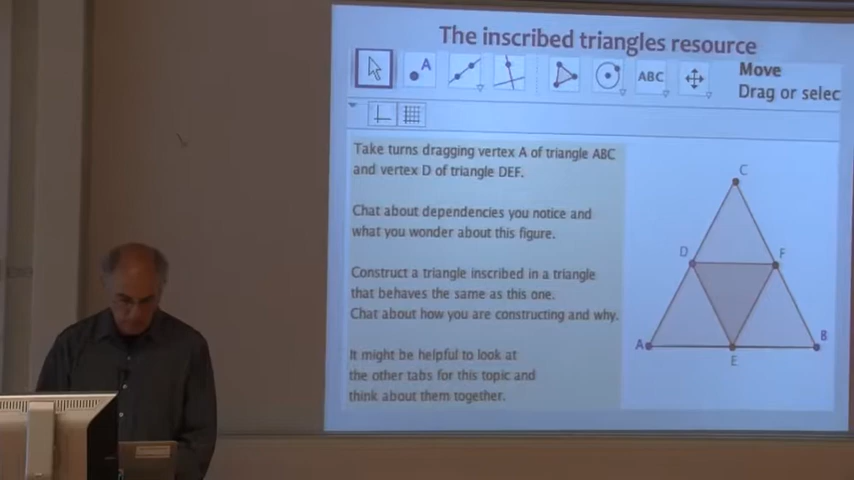 The inscribed triangles resource
A
ABC
Move
Drag or selec
Take turns dragging vertex A of triangle ABC
and vertex D of triangle DEF.
Chat about dependencies you notice and
what you wonder about this figure.
Construct a triangle inscribed in a triangle
that behaves the same as this one.
Chat about how you are constructing and why.
It might be helpful to look at
the other tabs for this topic and
think about them together.
C
D
F
A
B
E